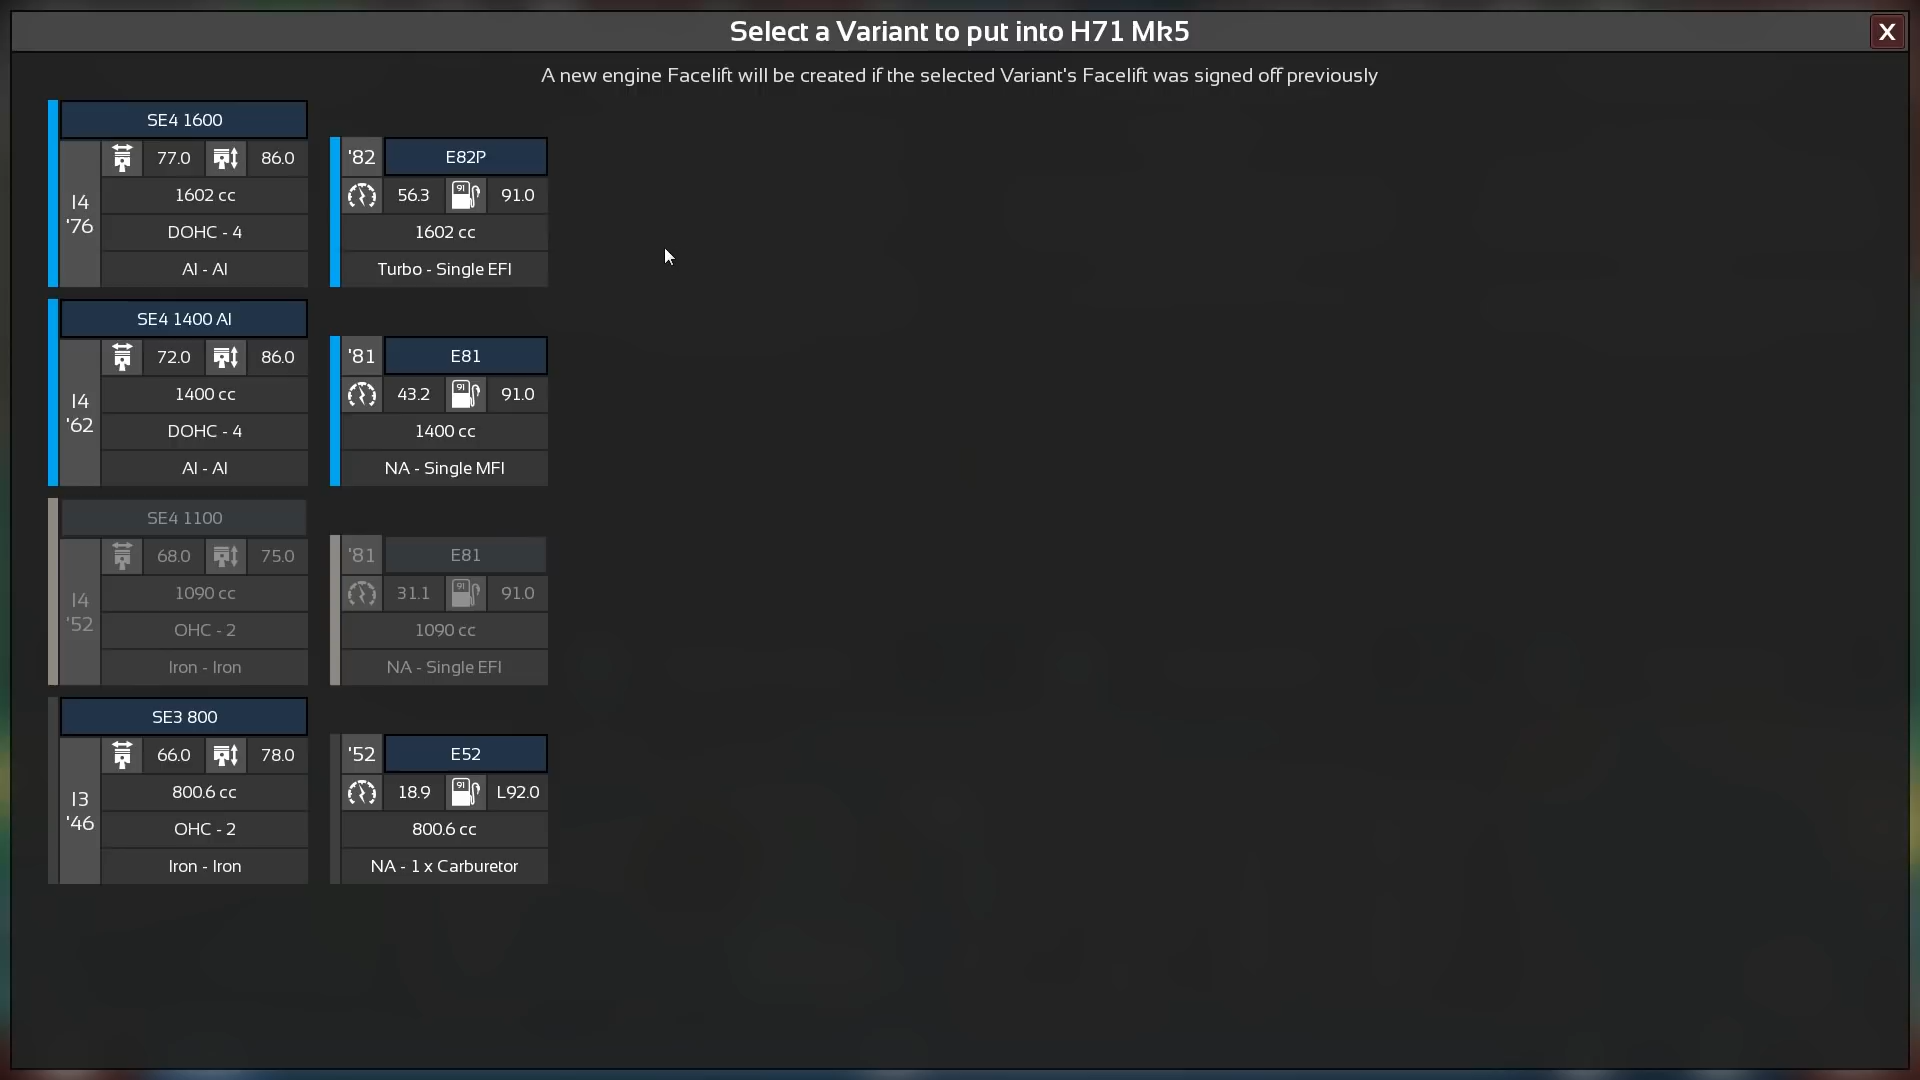 Select a Variant to put into H71 Mk5
X
A new engine Facelift will be created if the selected Variant's Facelift was signed off previously
SE4 1600
I4
'76
77.0 86.0
1602 cc
DOHC - 4
Al - Al
'82 E82P
56.3 91 91.0
1602 cc
Turbo - Single EFI
SE4 1400 Al
I4
'62
72.0 86.0
1400 cc
DOHC - 4
Al - Al
'81 E81
43.2 91 91.0
1400 cc
NA - Single MFI
SE4 1100
I4
'52
68.0 75.0
1090 cc
OHC - 2
Iron - Iron
'81 E81
31.1 91 91.0
1090 cc
NA - Single EFI
SE3 800
I3
'46
66.0 78.0
800.6 cc
OHC - 2
Iron - Iron
'52 E52
18.9 91 L92.0
800.6 cc
NA - 1 x Carburetor